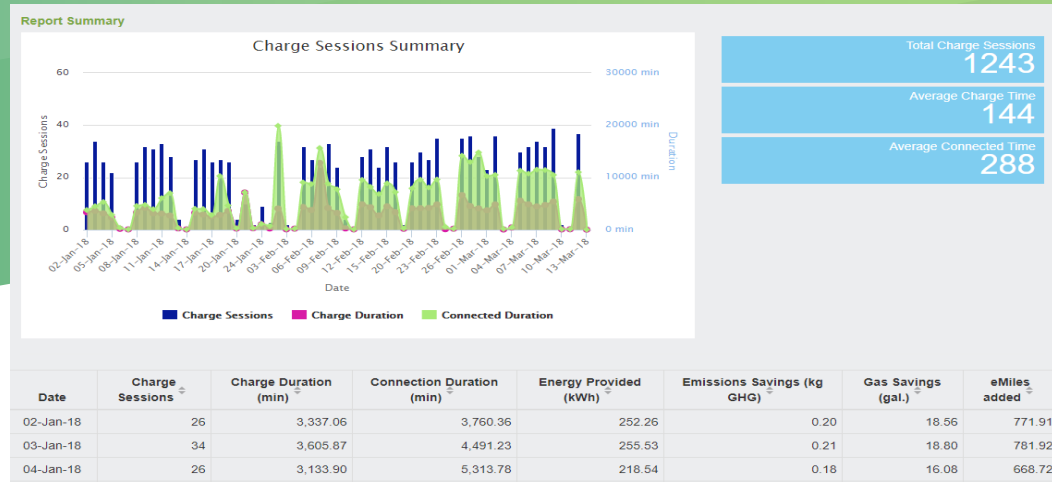 Report Summary
Charge Sessions Summary
60
40
20
0
Charge Sessions
30000 min
20000 min
10000 min
0 min
Duration
02-Jan-18
05-Jan-18
08-Jan-18
11-Jan-18
14-Jan-18
17-Jan-18
20-Jan-18
24-Jan-18
03-Feb-18
06-Feb-18
09-Feb-18
12-Feb-18
15-Feb-18
20-Feb-18
23-Feb-18
26-Feb-18
01-Mar-18
04-Mar-18
07-Mar-18
10-Mar-18
13-Mar-18
Date
Charge Sessions Charge Duration Connected Duration
Total Charge Sessions
1243
Average Charge Time
144
Average Connected Time
288
Date Charge Sessions Charge Duration (min) Connection Duration (min) Energy Provided (kWh) Emissions Savings (kg GHG) Gas Savings (gal.) eMiles added
02-Jan-18 26 3,337.06 3,760.36 252.26 0.20 18.56 771.91
03-Jan-18 34 3,605.87 4,491.23 255.53 0.21 18.80 781.92
04-Jan-18 26 3,133.90 5,313.78 218.54 0.18 16.08 668.72